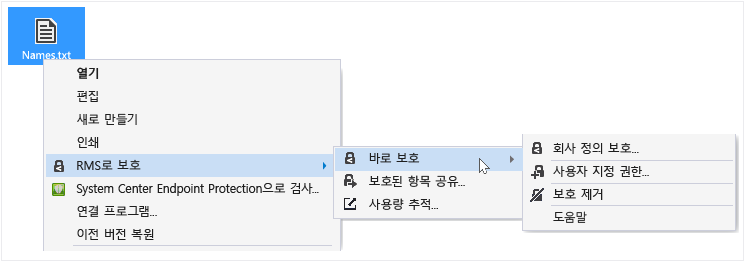 Names.txt
열기
편집
새로 만들기
인쇄
RMS로 보호
System Center Endpoint Protection으로 검사...
연결 프로그램...
이전 버전 복원
바로 보호
보호된 항목 공유...
사용량 추적...
회사 정의 보호...
사용자 지정 권한...
보호 제거
도움말